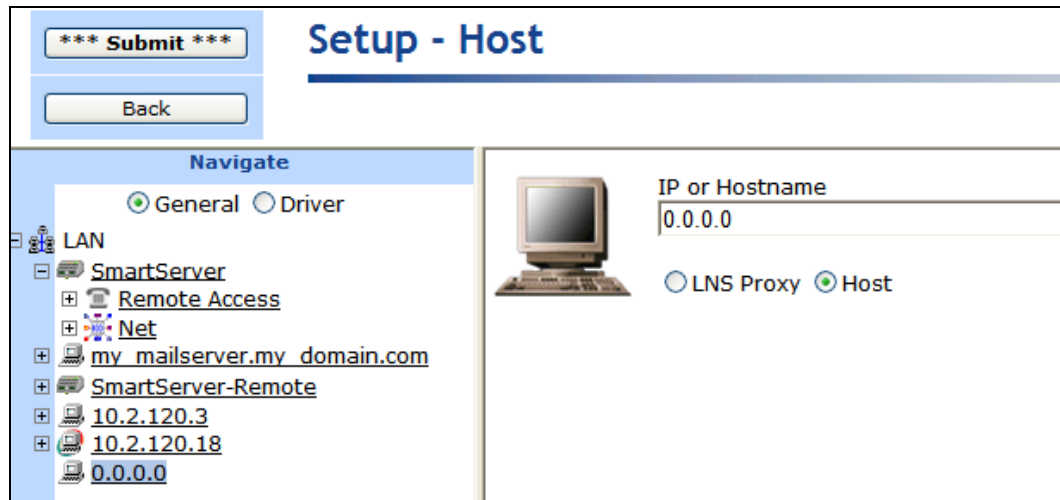 *** Submit ***
Setup - Host
Back
Navigate
General Driver
LAN
SmartServer
Remote Access
Net
my_mailserver.my_domain.com
SmartServer-Remote
10.2.120.3
10.2.120.18
0.0.0.0
IP or Hostname
0.0.0.0
LNS Proxy Host